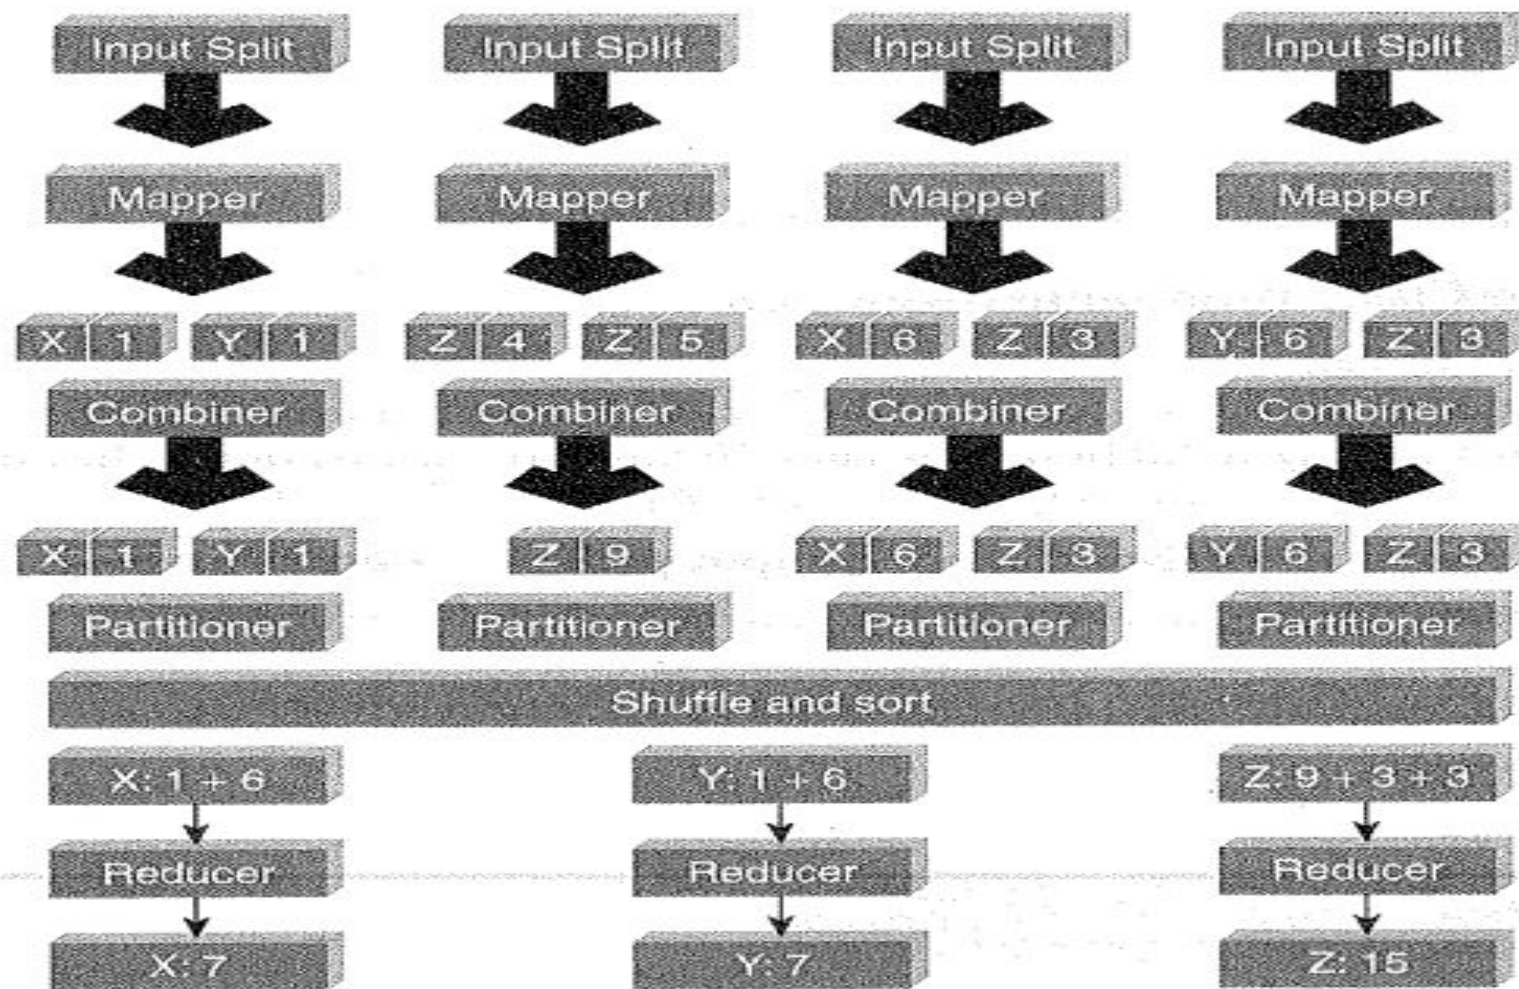 Input Split Input Split Input Split Input Split
Mapper Mapper Mapper Mapper
X 1 Y 1 Z 4 Z 5 X 6 Z 3 Y 6 Z 3
Combiner Combiner Combiner Combiner
X 1 Y 1 Z 9 X 6 Z 3 Y 6 Z 3
Partitioner Partitioner Partitioner Partitioner
Shuffle and sort
X: 1 + 6 Y: 1 + 6 Z: 9 + 3 + 3
Reducer Reducer Reducer
X: 7 Y: 7 Z: 15